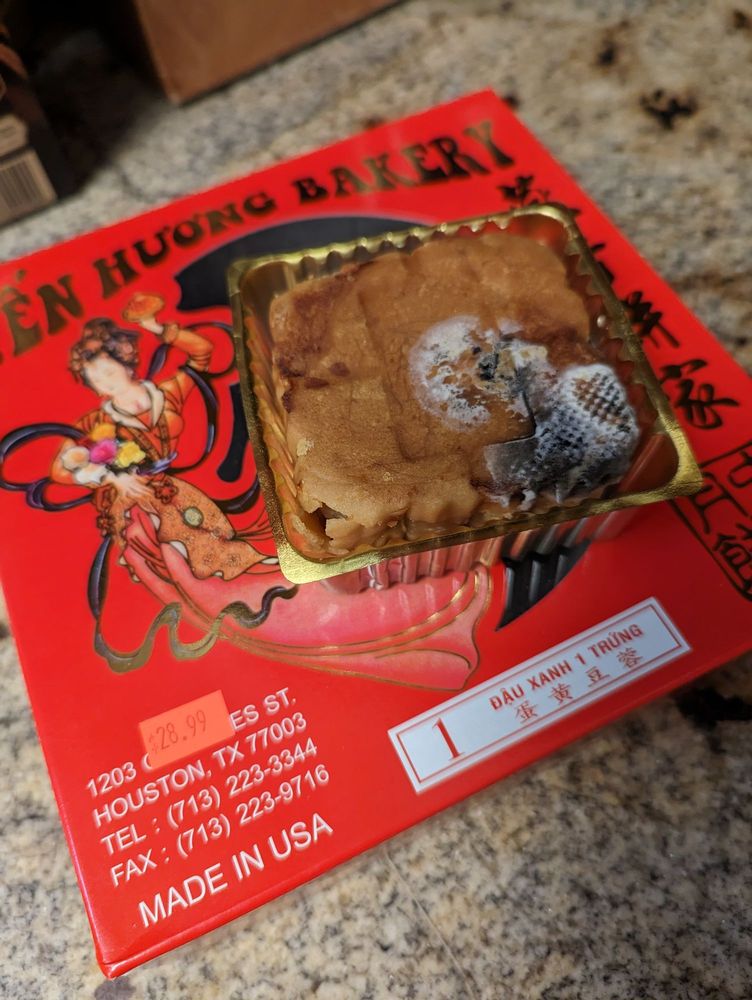 HƯƠNG BAKERY
$28.99
1203
ES ST.
HOUSTON, TX 77003
TEL : (713) 223-3344
FAX : (713) 223-9716
MADE IN USA
1
ĐẬU XANH 1 TRỨNG
蛋黄豆蓉